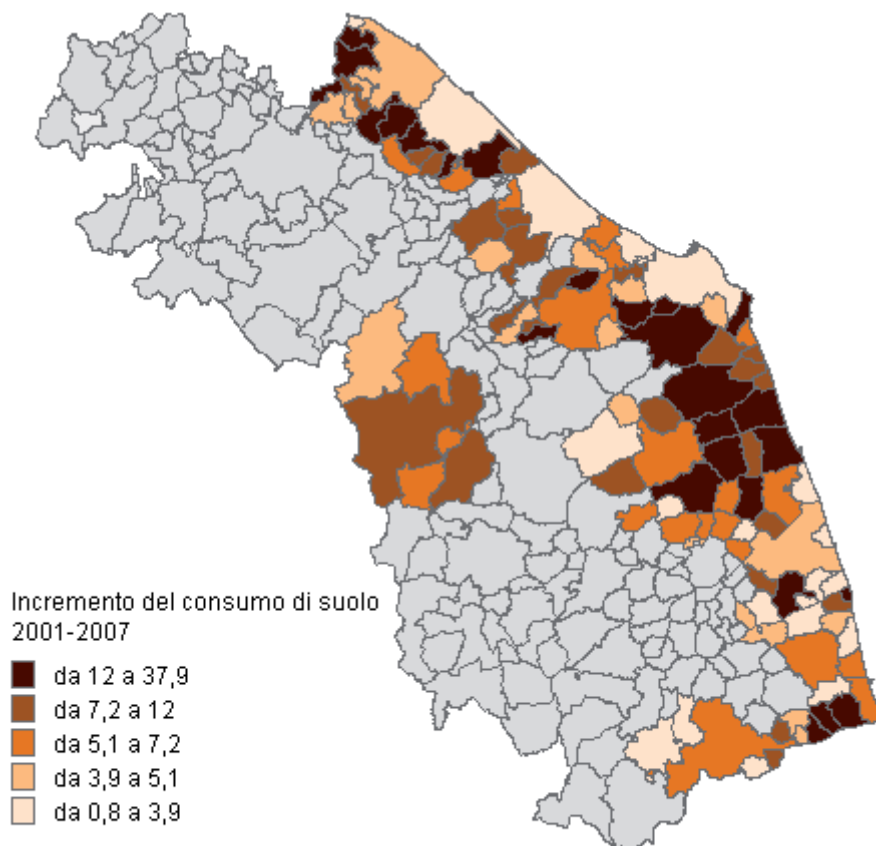 Incremento del consumo di suolo
2001-2007
da 12 a 37,9
da 7,2 a 12
da 5,1 a 7,2
da 3,9 a 5,1
da 0,8 a 3,9